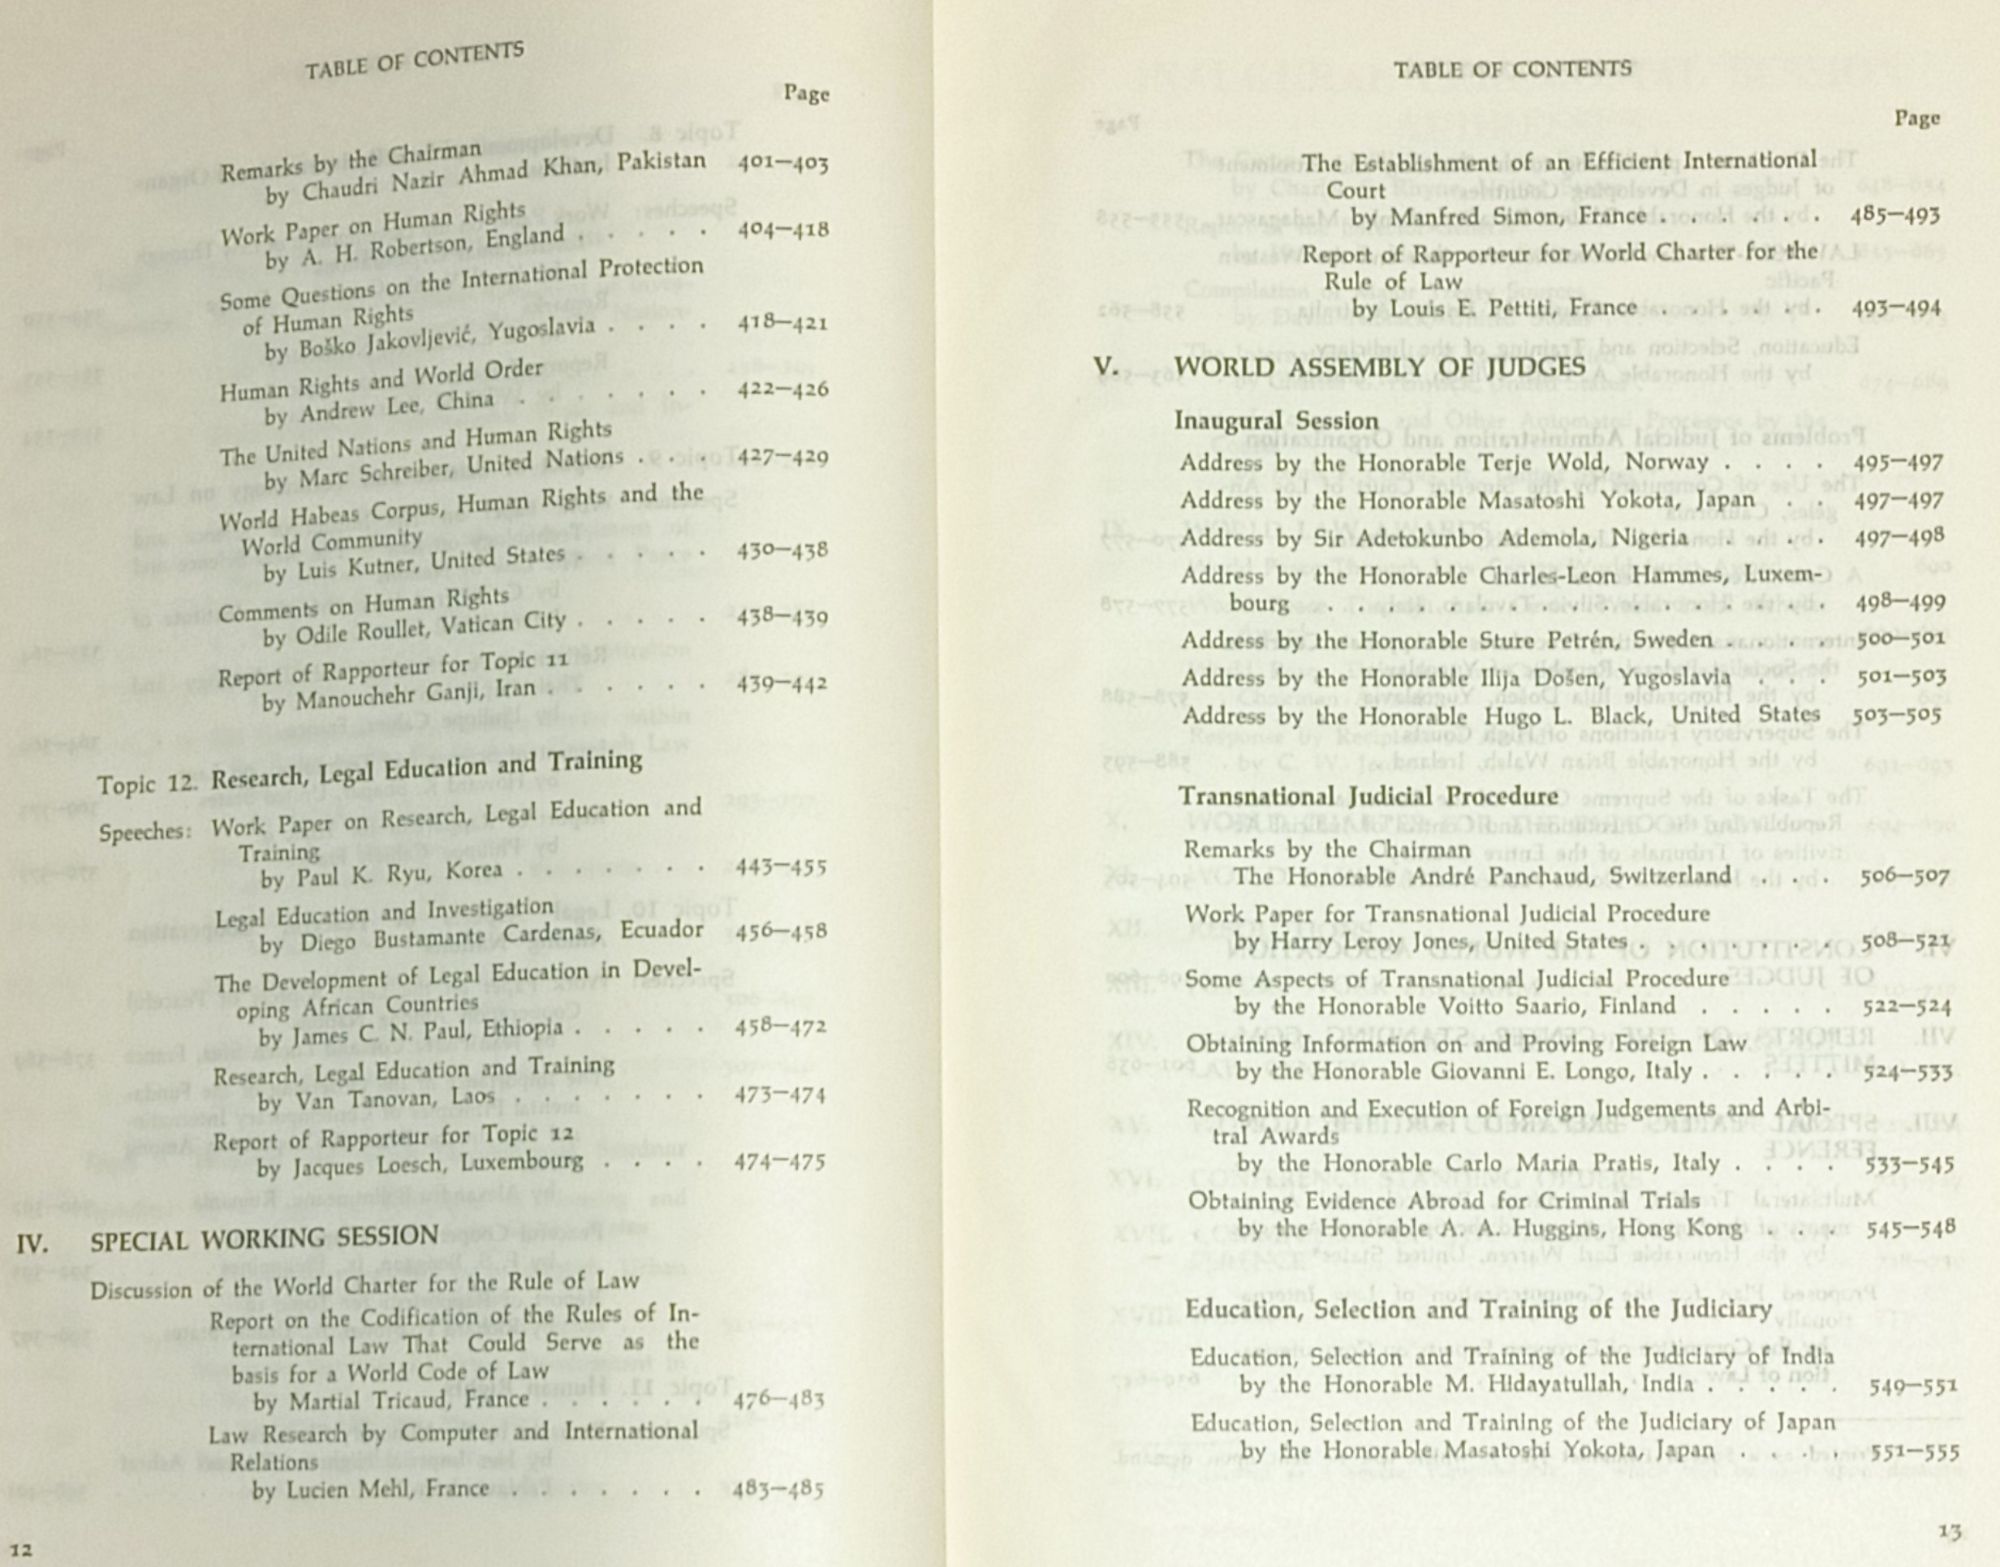 TABLE OF CONTENTS
Page
Remarks by the Chairman
by Chaudri Nazir Ahmad Khan, Pakistan 401—403
Work Paper on Human Rights
by A. H. Robertson, England . . . . . 404—418
Some Questions on the International Protection
of Human Rights
by Boško Jakovljević, Yugoslavia . . . . 418—421
Human Rights and World Order
by Andrew Lee, China . . . . . . . 422—426
The United Nations and Human Rights
by Marc Schreiber, United Nations . . . 427—429
World Habeas Corpus, Human Rights and the
World Community
by Luis Kutner, United States . . . . . 430—438
Comments on Human Rights
by Odile Roullet, Vatican City . . . . . 438—439
Report of Rapporteur for Topic 11
by Manouchehr Ganji, Iran . . . . . . 439—442
Topic 12. Research, Legal Education and Training
Speeches: Work Paper on Research, Legal Education and
Training
by Paul K. Ryu, Korea . . . . . . . 443—455
Legal Education and Investigation
by Diego Bustamante Cardenas, Ecuador 456—458
The Development of Legal Education in Devel-
oping African Countries
by James C. N. Paul, Ethiopia . . . . . 458—472
Research, Legal Education and Training
by Van Tanovan, Laos . . . . . . . 473—474
Report of Rapporteur for Topic 12
by Jacques Loesch, Luxembourg . . . . 474—475
IV. SPECIAL WORKING SESSION
Discussion of the World Charter for the Rule of Law
Report on the Codification of the Rules of In-
ternational Law That Could Serve as the
basis for a World Code of Law
by Martial Tricaud, France . . . . . . 476—483
Law Research by Computer and International
Relations
by Lucien Mehl, France . . . . . . . 483—485
12
TABLE OF CONTENTS
Page
The Establishment of an Efficient International
Court
by Manfred Simon, France . . . . . . 485—493
Report of Rapporteur for World Charter for the
Rule of Law
by Louis E. Pettiti, France . . . . . . 493—494
V. WORLD ASSEMBLY OF JUDGES
Inaugural Session
Address by the Honorable Terje Wold, Norway . . . . 495—497
Address by the Honorable Masatoshi Yokota, Japan . . 497—497
Address by Sir Adetokunbo Ademola, Nigeria . . . . 497—498
Address by the Honorable Charles-Leon Hammes, Luxem-
bourg . . . . . . . . . . . . . . . . . 498—499
Address by the Honorable Sture Petrén, Sweden . . . . 500—501
Address by the Honorable Ilija Došen, Yugoslavia . . . 501—503
Address by the Honorable Hugo L. Black, United States 503—505
Transnational Judicial Procedure
Remarks by the Chairman
The Honorable André Panchaud, Switzerland . . . 506—507
Work Paper for Transnational Judicial Procedure
by Harry Leroy Jones, United States . . . . . . . 508—521
Some Aspects of Transnational Judicial Procedure
by the Honorable Voitto Saario, Finland . . . . . 522—524
Obtaining Information on and Proving Foreign Law
by the Honorable Giovanni E. Longo, Italy . . . . . 524—533
Recognition and Execution of Foreign Judgements and Arbi-
tral Awards
by the Honorable Carlo Maria Pratis, Italy . . . . 533—545
Obtaining Evidence Abroad for Criminal Trials
by the Honorable A. A. Huggins, Hong Kong . . . 545—548
Education, Selection and Training of the Judiciary
Education, Selection and Training of the Judiciary of India
by the Honorable M. Hidayatullah, India . . . . . 549—551
Education, Selection and Training of the Judiciary of Japan
by the Honorable Masatoshi Yokota, Japan . . . . 551—555
13